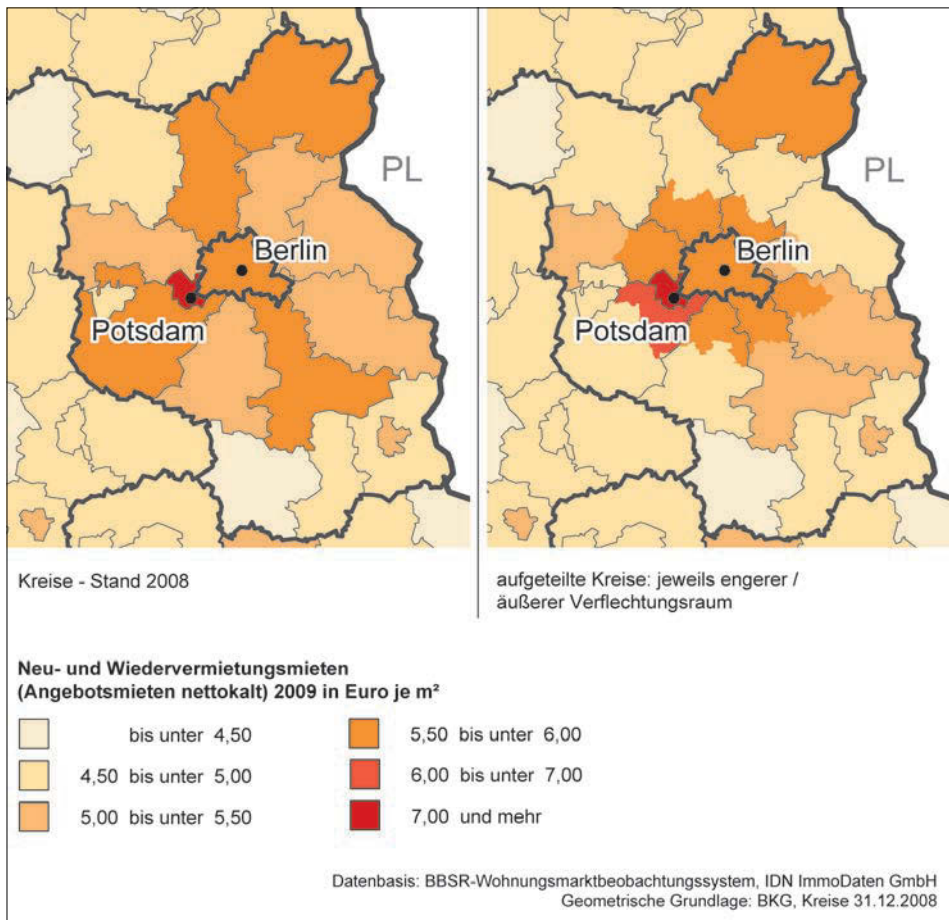 PL
Berlin
Potsdam
PL
Berlin
Potsdam
Kreise - Stand 2008
aufgeteilte Kreise: jeweils engerer /
äußerer Verflechtungsraum
Neu- und Wiedervermietungsmieten
(Angebotsmieten nettokalt) 2009 in Euro je m²
bis unter 4,50
4,50 bis unter 5,00
5,00 bis unter 5,50
5,50 bis unter 6,00
6,00 bis unter 7,00
7,00 und mehr
Datenbasis: BBSR-Wohnungsmarktbeobachtungssystem, IDN ImmoDaten GmbH
Geometrische Grundlage: BKG, Kreise 31.12.2008